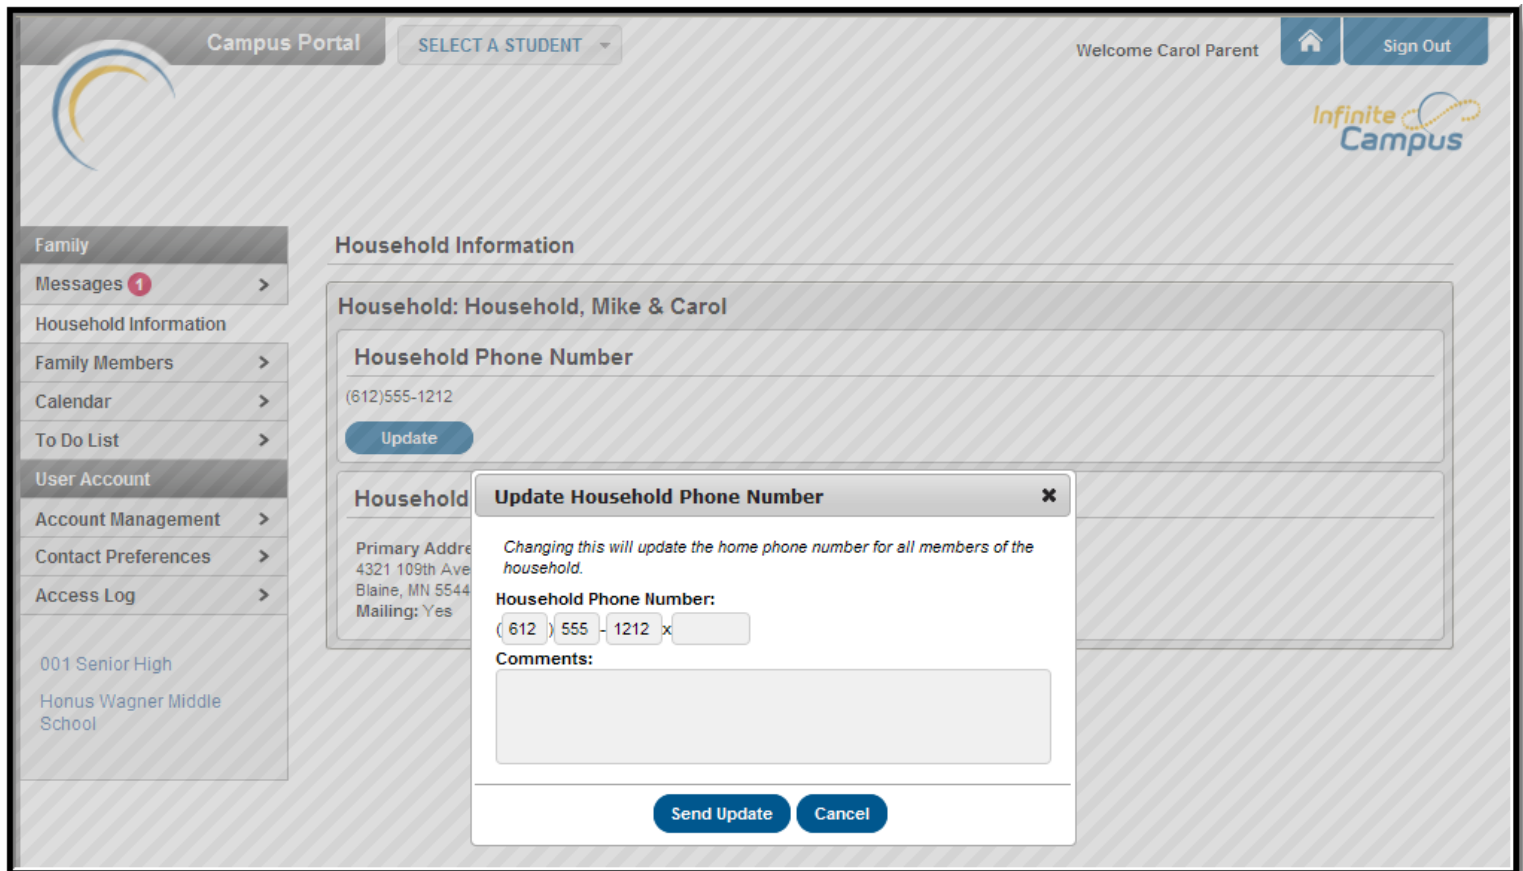 Campus Portal
SELECT A STUDENT
Welcome Carol Parent
Sign Out
Infinite
Campus
Family
Messages 1
Household Information
Family Members
Calendar
To Do List
User Account
Account Management
Contact Preferences
Access Log
001 Senior High
Honus Wagner Middle
School
Household Information
Household: Household, Mike & Carol
Household Phone Number
(612)555-1212
Update
Household
Primary Addre
4321 109th Ave
Blaine, MN 5544
Mailing: Yes
Update Household Phone Number
Changing this will update the home phone number for all members of the
household.
Household Phone Number:
(612)555-1212x
Comments:
Send Update
Cancel